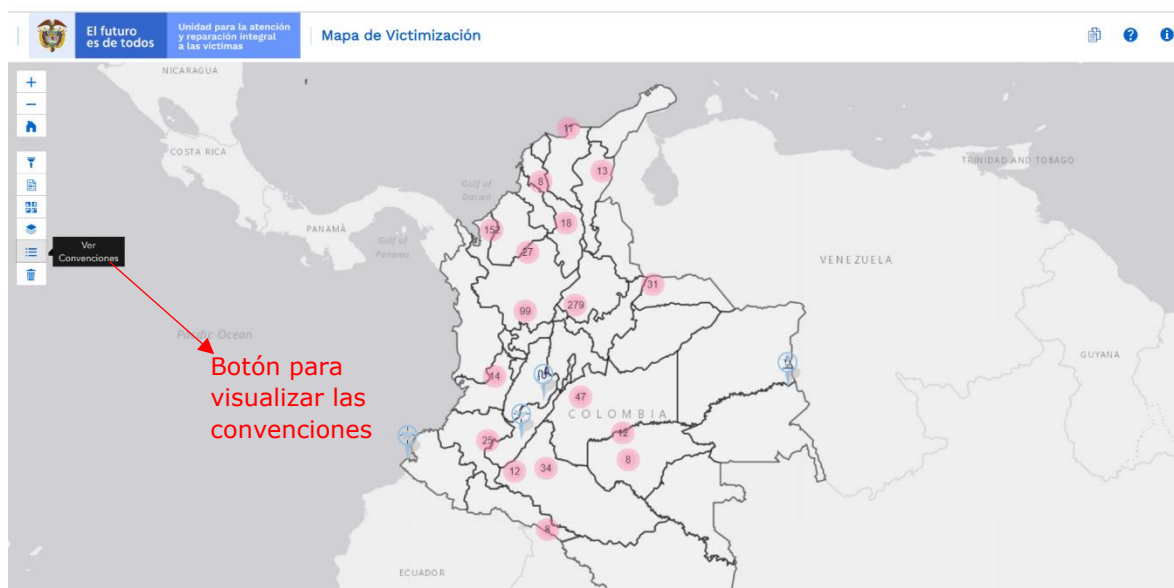 El futuro
es de todos
Unidad para la atención
y reparación integral
a las víctimas
Mapa de Victimización
NICARAGUA
COSTA RICA
PANAMÁ
Gulf of
Darien
Gulf of
Panama
TRINIDAD AND TOBAGO
VENEZUELA
GUYANA
Pacific Ocean
COLOMBIA
ECUADOR
11
13
8
18
152
27
31
99
279
14
47
25
12
12
34
8
8
Ver
Convenciones
Botón para
visualizar las
convenciones